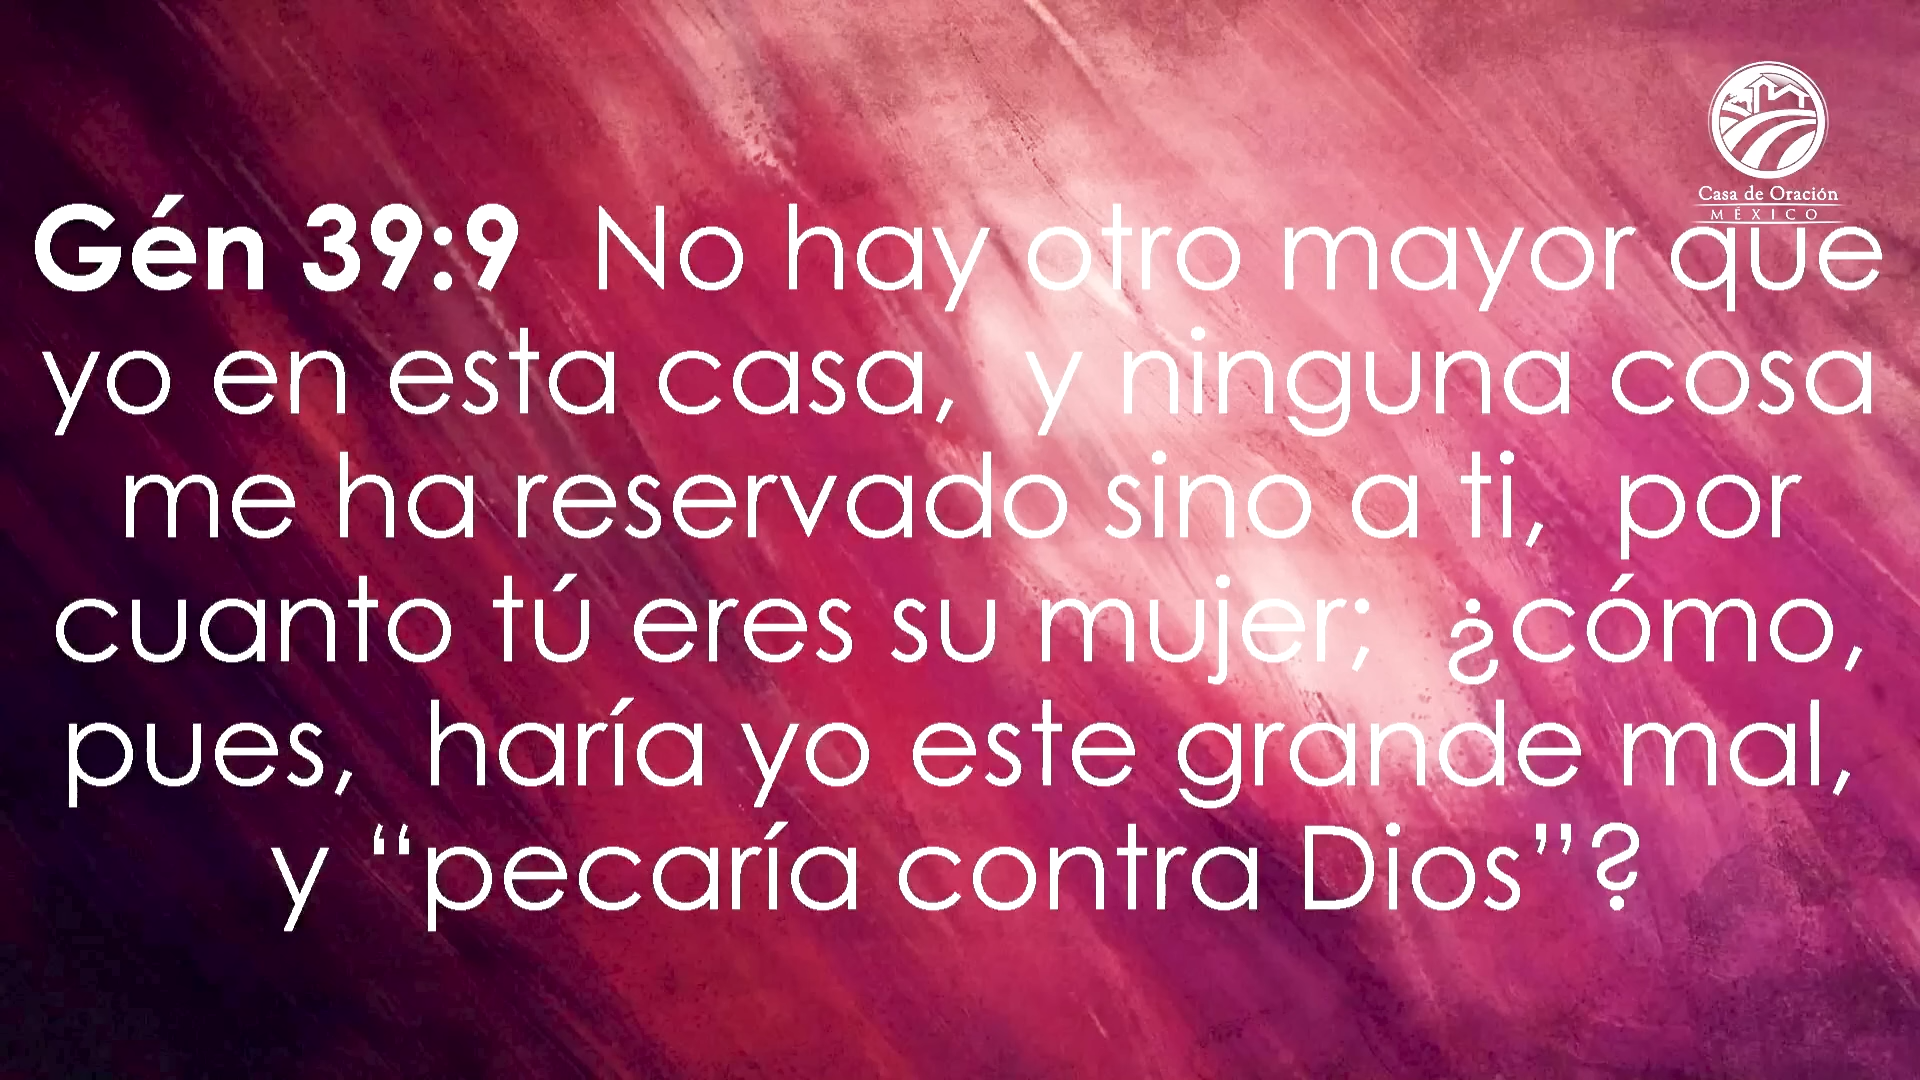 Casa de Oración
MÉXICO
Gén 39:9  No hay otro mayor que
yo en esta casa,  y ninguna cosa
me ha reservado sino a ti,  por
cuanto tú eres su mujer;  ¿cómo,
pues,  haría yo este grande mal,
y “pecaría contra Dios”?